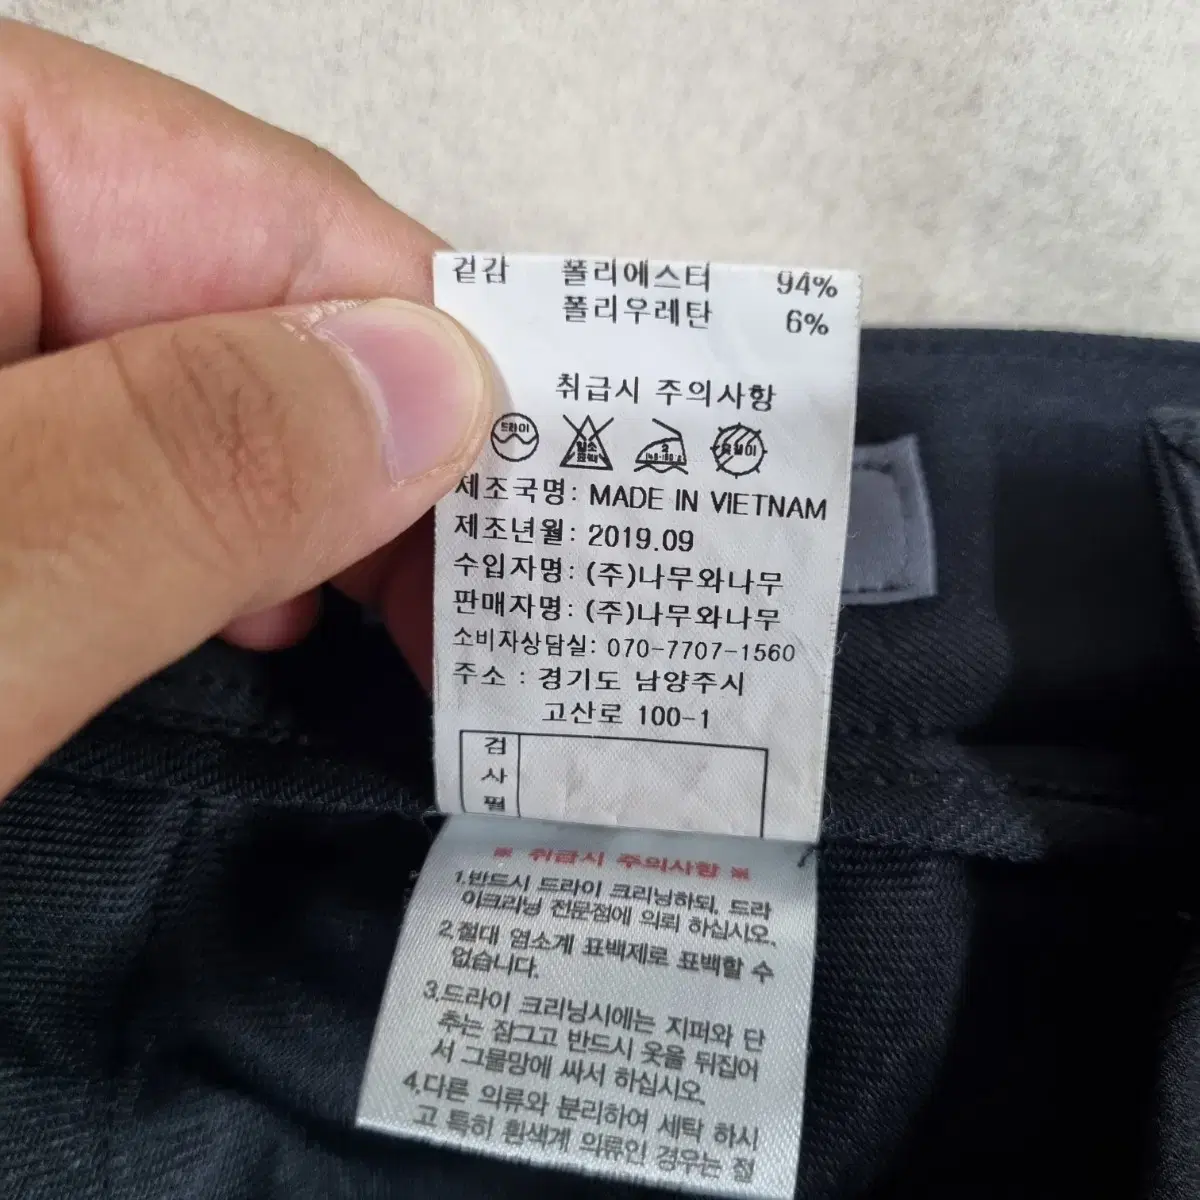 겉감 폴리에스터 94%
폴리우레탄 6%
취급시 주의사항
드라이
염소
표백
2
제조국명: MADE IN VIETNAM
제조년월: 2019.09
수입자명: (주)나무와나무
판매자명: (주)나무와나무
소비자상담실: 070-7707-1560
주소 : 경기도 남양주시
고산로 100-1
검
사
필
※ 취급시 주의사항 ※
1.반드시 드라이 크리닝하되, 드라
이크리닝 전문점에 의뢰 하십시오.
2.절대 염소계 표백제로 표백할 수
없습니다.
3.드라이 크리닝시에는 지퍼와 단
추는 잠그고 반드시 옷을 뒤집어
서 그물망에 싸서 하십시오.
4.다른 의류와 분리하여 세탁 하시
고 특히 흰색계 의류인 경우는 절